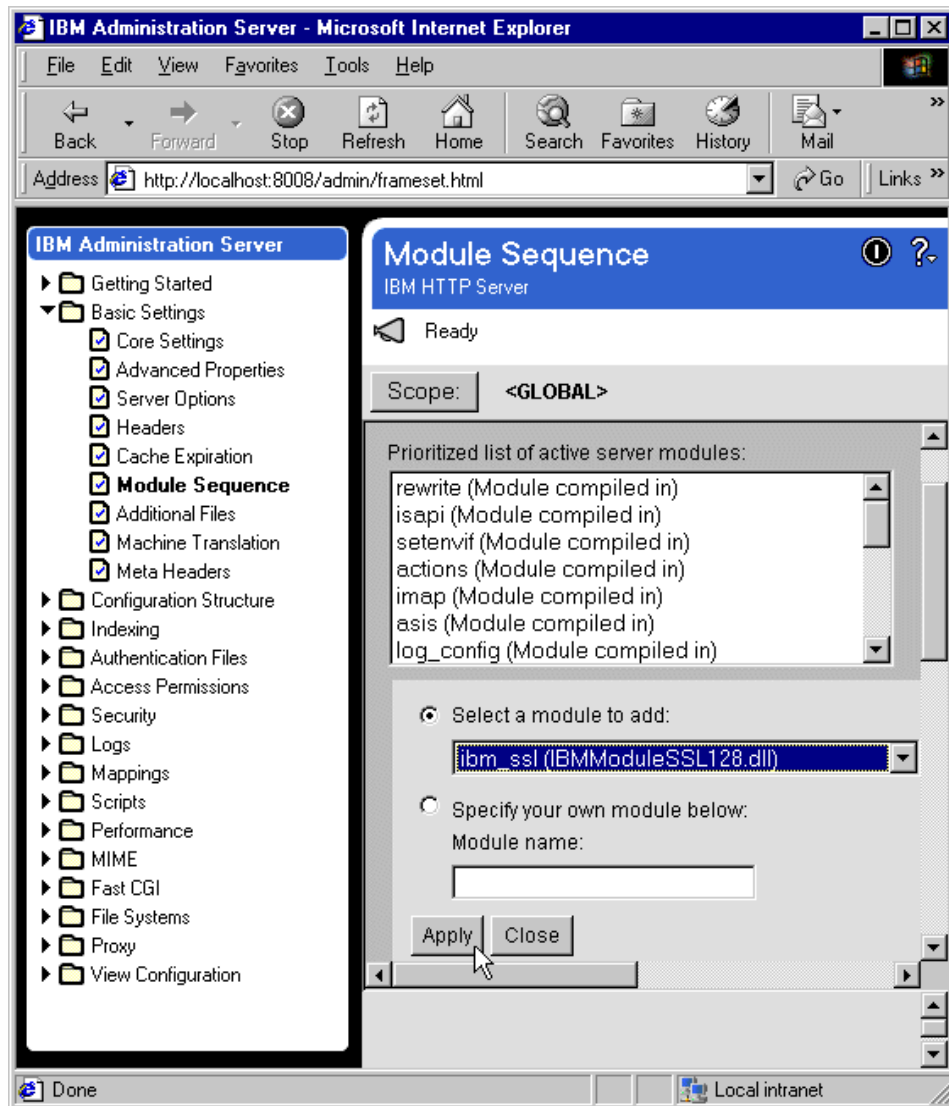 IBM Administration Server - Microsoft Internet Explorer
File Edit View Favorites Tools Help
Back Forward Stop Refresh Home Search Favorites History Mail
Address http://localhost:8008/admin/frameset.html Go Links
IBM Administration Server
Getting Started
Basic Settings
Core Settings
Advanced Properties
Server Options
Headers
Cache Expiration
Module Sequence
Additional Files
Machine Translation
Meta Headers
Configuration Structure
Indexing
Authentication Files
Access Permissions
Security
Logs
Mappings
Scripts
Performance
MIME
Fast CGI
File Systems
Proxy
View Configuration
Module Sequence
IBM HTTP Server
Ready
Scope: <GLOBAL>
Prioritized list of active server modules:
rewrite (Module compiled in)
isapi (Module compiled in)
setenvif (Module compiled in)
actions (Module compiled in)
imap (Module compiled in)
asis (Module compiled in)
log_config (Module compiled in)
Select a module to add:
ibm_ssl (IBMModuleSSL128.dll)
Specify your own module below:
Module name:
Apply Close
Done Local intranet